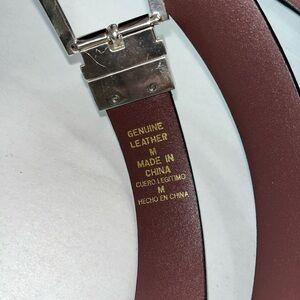 GENUINE
LEATHER
M
MADE IN
CHINA
CUERO LEGITIMO
M
HECHO EN CHINA